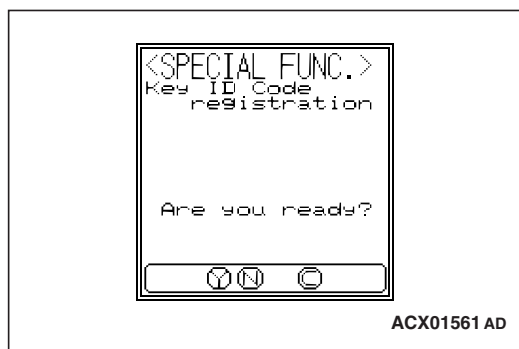 <SPECIAL FUNC.>
Key ID Code
registration
Are you ready?
Y N C
ACX01561 AD